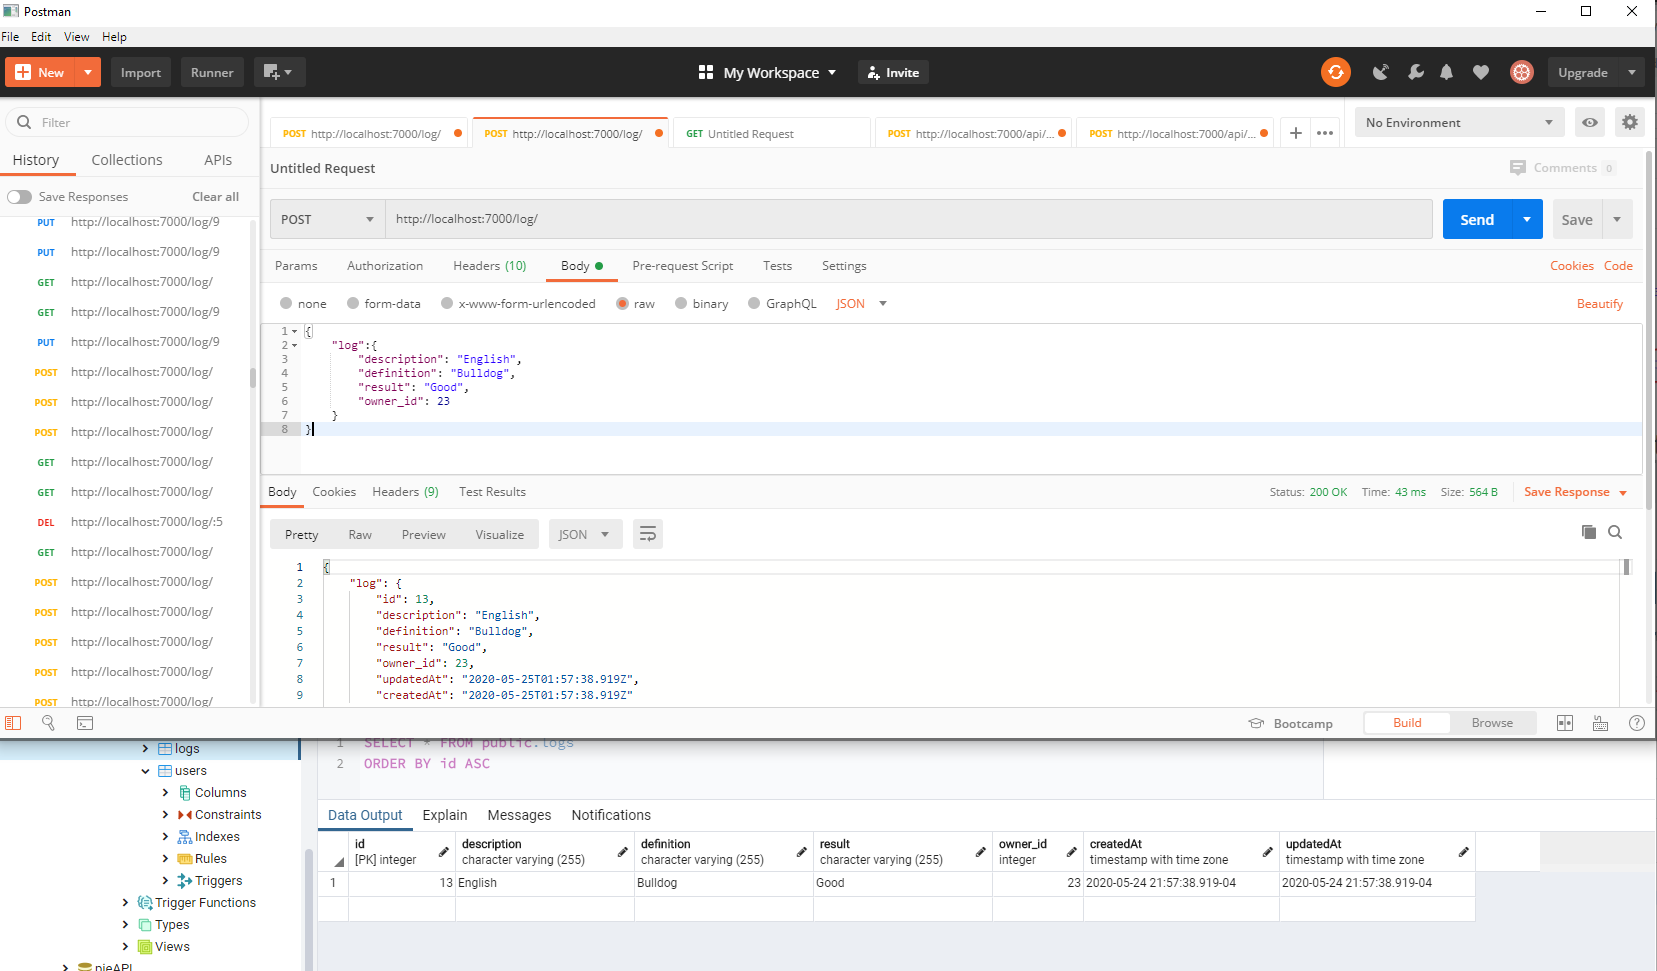 Postman
File Edit View Help
New Import Runner My Workspace Invite Upgrade
Filter
History Collections APIs
Save Responses Clear all
PUT http://localhost:7000/log/9
PUT http://localhost:7000/log/9
GET http://localhost:7000/log/
GET http://localhost:7000/log/9
PUT http://localhost:7000/log/9
POST http://localhost:7000/log/
POST http://localhost:7000/log/
POST http://localhost:7000/log/
GET http://localhost:7000/log/
GET http://localhost:7000/log/
DEL http://localhost:7000/log/:5
GET http://localhost:7000/log/
POST http://localhost:7000/log/
POST http://localhost:7000/log/
POST http://localhost:7000/log/
POST http://localhost:7000/log/
POST http://localhost:7000/log/
POST http://localhost:7000/log/ POST http://localhost:7000/log/ GET Untitled Request POST http://localhost:7000/api/... POST http://localhost:7000/api/... + ••• No Environment
Untitled Request Comments 0
POST http://localhost:7000/log/ Send Save
Params Authorization Headers (10) Body Pre-request Script Tests Settings Cookies Code
none form-data x-www-form-urlencoded raw binary GraphQL JSON Beautify
1 {
2 "log":{
3 "description": "English",
4 "definition": "Bulldog",
5 "result": "Good",
6 "owner_id": 23
7 }
8 }
Body Cookies Headers (9) Test Results Status: 200 OK Time: 43 ms Size: 564 B Save Response
Pretty Raw Preview Visualize JSON
1 {
2 "log": {
3 "id": 13,
4 "description": "English",
5 "definition": "Bulldog",
6 "result": "Good",
7 "owner_id": 23,
8 "updatedAt": "2020-05-25T01:57:38.919Z",
9 "createdAt": "2020-05-25T01:57:38.919Z"
Bootcamp Build Browse ?
logs
users
Columns
Constraints
Indexes
Rules
Triggers
Trigger Functions
Types
Views
pieAPI
1 SELECT * FROM public.logs
2 ORDER BY id ASC
Data Output Explain Messages Notifications
id description definition result owner_id createdAt updatedAt
[PK] integer character varying (255) character varying (255) character varying (255) integer timestamp with time zone timestamp with time zone
1 13 English Bulldog Good 23 2020-05-24 21:57:38.919-04 2020-05-24 21:57:38.919-04